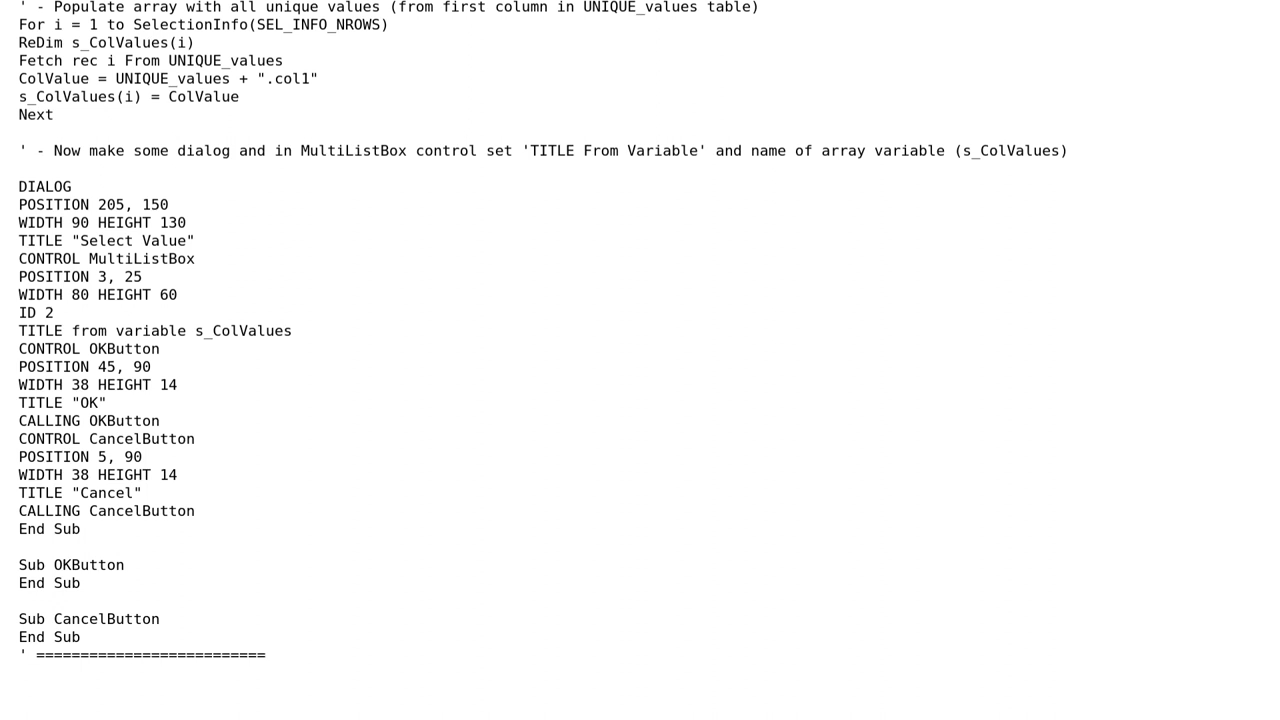 ' - Populate array with all unique values (from first column in UNIQUE_values table)
For i = 1 to SelectionInfo(SEL_INFO_NROWS)
ReDim s_ColValues(i)
Fetch rec i From UNIQUE_values
ColValue = UNIQUE_values + ".col1"
s_ColValues(i) = ColValue
Next

' - Now make some dialog and in MultiListBox control set 'TITLE From Variable' and name of array variable (s_ColValues)

DIALOG
POSITION 205, 150
WIDTH 90 HEIGHT 130
TITLE "Select Value"
CONTROL MultiListBox
POSITION 3, 25
WIDTH 80 HEIGHT 60
ID 2
TITLE from variable s_ColValues
CONTROL OKButton
POSITION 45, 90
WIDTH 38 HEIGHT 14
TITLE "OK"
CALLING OKButton
CONTROL CancelButton
POSITION 5, 90
WIDTH 38 HEIGHT 14
TITLE "Cancel"
CALLING CancelButton
End Sub

Sub OKButton
End Sub

Sub CancelButton
End Sub
' ==========================